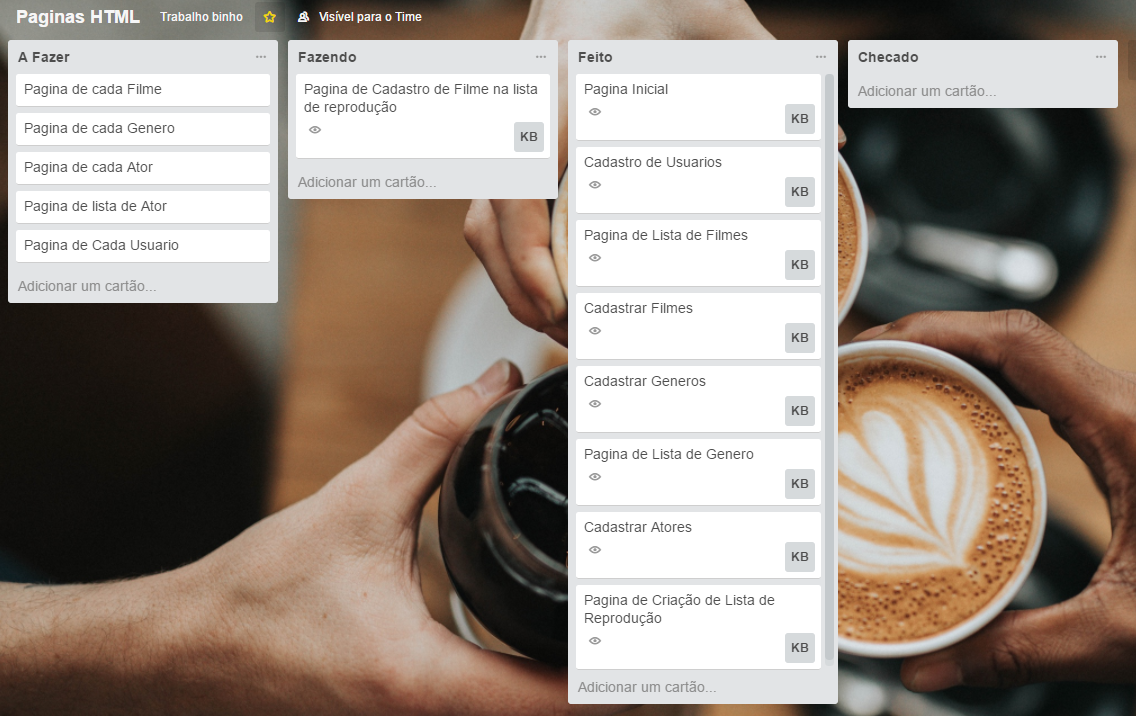 Paginas HTML
Trabalho binho
Visível para o Time
A Fazer
Pagina de cada Filme
Pagina de cada Genero
Pagina de cada Ator
Pagina de lista de Ator
Pagina de Cada Usuario
Adicionar um cartão...
Fazendo
Pagina de Cadastro de Filme na lista
de reprodução
KB
Adicionar um cartão...
Feito
Pagina Inicial
KB
Cadastro de Usuarios
KB
Pagina de Lista de Filmes
KB
Cadastrar Filmes
KB
Cadastrar Generos
KB
Pagina de Lista de Genero
KB
Cadastrar Atores
KB
Pagina de Criação de Lista de
Reprodução
KB
Adicionar um cartão...
Checado
Adicionar um cartão...